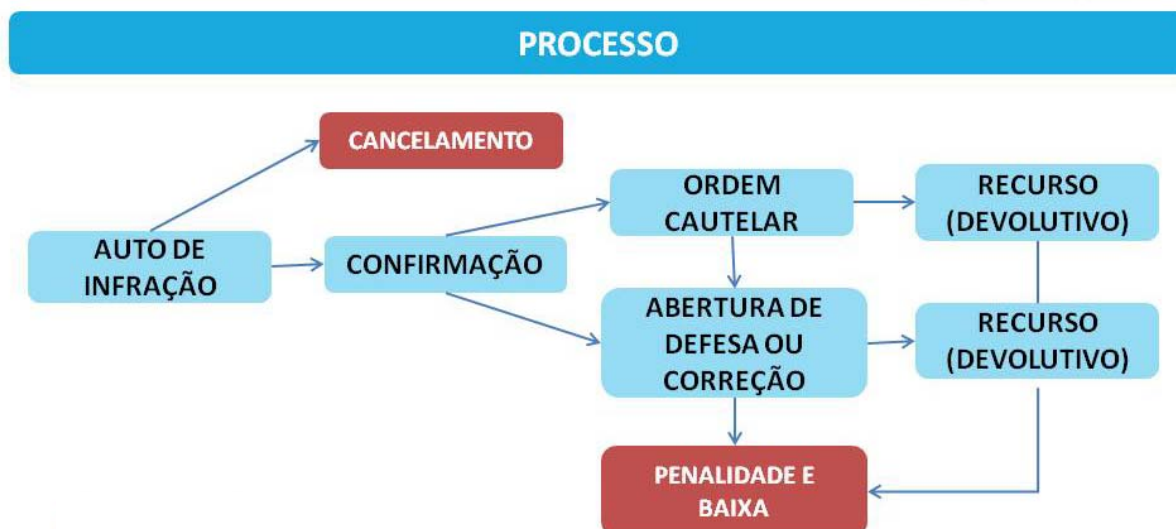 PROCESSO
CANCELAMENTO
AUTO DE
INFRAÇÃO
CONFIRMAÇÃO
ORDEM
CAUTELAR
RECURSO
(DEVOLUTIVO)
ABERTURA DE
DEFESA OU
CORREÇÃO
RECURSO
(DEVOLUTIVO)
PENALIDADE E
BAIXA